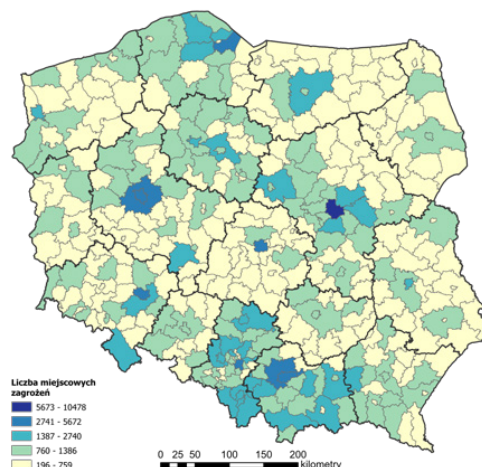 Liczba miejscowych
zagrożeń
5673 - 10478
2741 - 5672
1387 - 2740
760 - 1386
196 - 759
0 25 50 100 150 200
kilometry